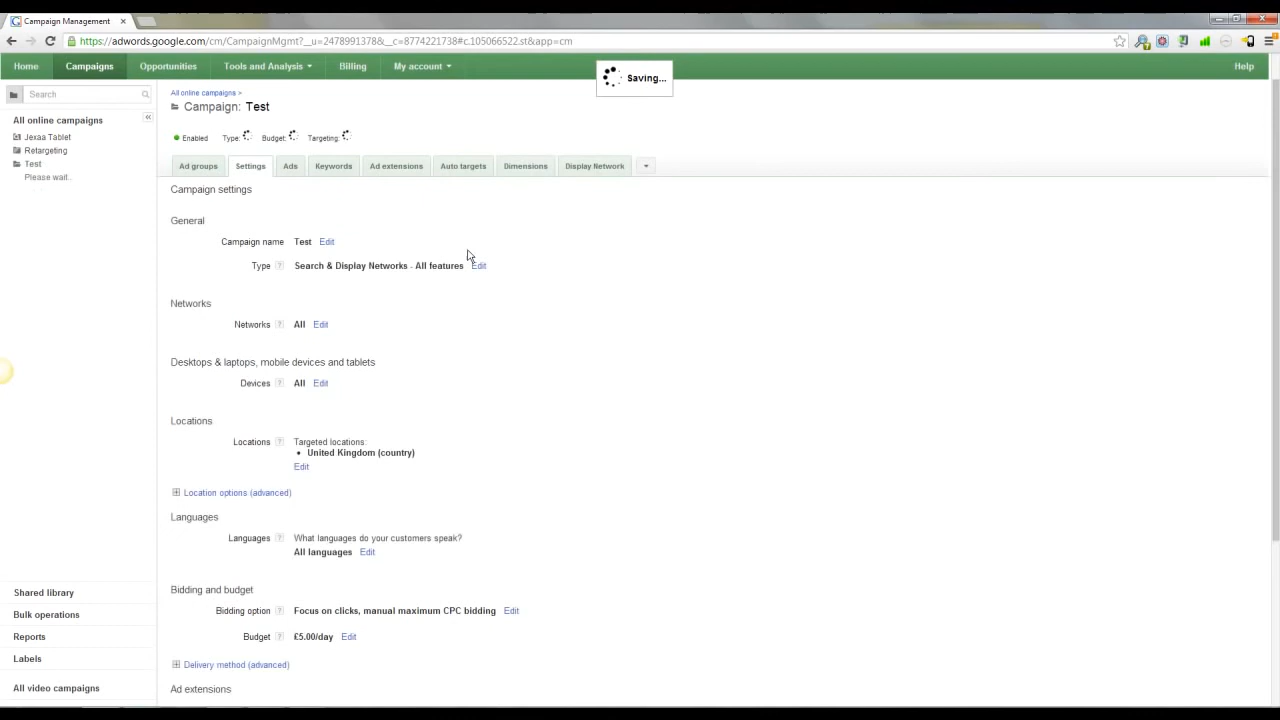 Campaign Management
https://adwords.google.com/cm/CampaignMgmt?__u=2478991378&__c=8774221738#c.105066522.st&app=cm
Home Campaigns Opportunities Tools and Analysis Billing My account Help
Saving...
Search
All online campaigns
Jexaa Tablet
Retargeting
Test
Please wait..
Shared library
Bulk operations
Reports
Labels
All video campaigns
All online campaigns >
Campaign: Test
Enabled Type: Budget: Targeting:
Ad groups Settings Ads Keywords Ad extensions Auto targets Dimensions Display Network
Campaign settings
General
Campaign name Test Edit
Type ? Search & Display Networks - All features Edit
Networks
Networks ? All Edit
Desktops & laptops, mobile devices and tablets
Devices ? All Edit
Locations
Locations ? Targeted locations:
• United Kingdom (country)
Edit
Location options (advanced)
Languages
Languages ? What languages do your customers speak?
All languages Edit
Bidding and budget
Bidding option ? Focus on clicks, manual maximum CPC bidding Edit
Budget ? £5.00/day Edit
Delivery method (advanced)
Ad extensions